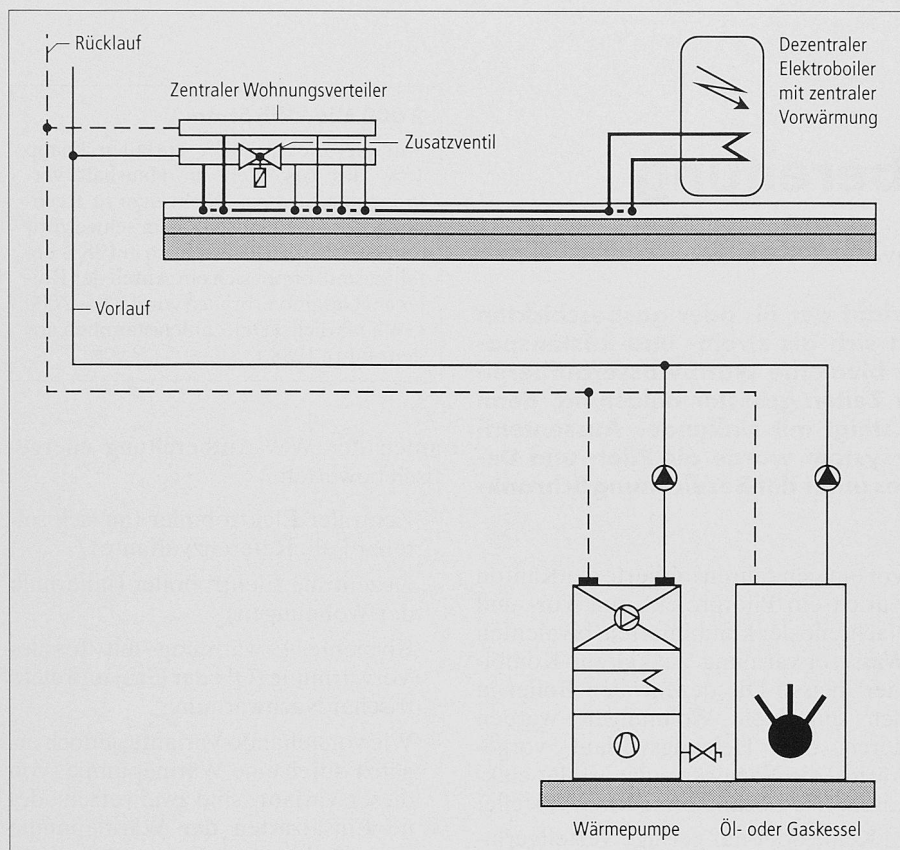 Rücklauf
Zentraler Wohnungsverteiler
Zusatzventil
Dezentraler
Elektroboiler
mit zentraler
Vorwärmung
Vorlauf
Wärmepumpe
Öl- oder Gaskessel